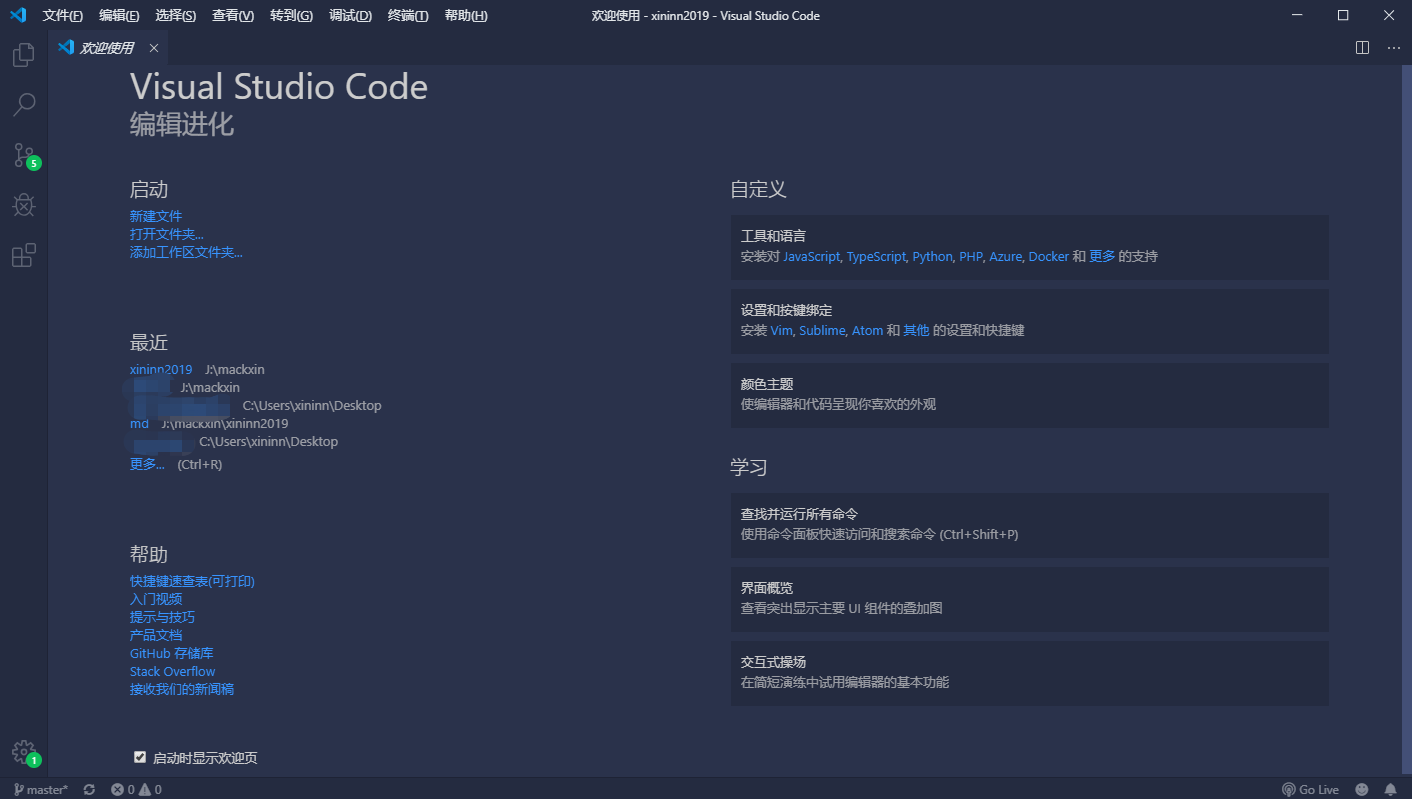 文件(F) 编辑(E) 选择(S) 查看(V) 转到(G) 调试(D) 终端(T) 帮助(H) 欢迎使用 - xininn2019 - Visual Studio Code
欢迎使用
Visual Studio Code
编辑进化
5
启动
新建文件
打开文件夹...
添加工作区文件夹...
最近
xininn2019 J:\mackxin
J:\mackxin
C:\Users\xininn\Desktop
md J:\mackxin\xininn2019
C:\Users\xininn\Desktop
更多... (Ctrl+R)
帮助
快捷键速查表(可打印)
入门视频
提示与技巧
产品文档
GitHub 存储库
Stack Overflow
接收我们的新闻稿
自定义
工具和语言
安装对 JavaScript, TypeScript, Python, PHP, Azure, Docker 和 更多 的支持
设置和按键绑定
安装 Vim, Sublime, Atom 和 其他 的设置和快捷键
颜色主题
使编辑器和代码呈现你喜欢的外观
学习
查找并运行所有命令
使用命令面板快速访问和搜索命令 (Ctrl+Shift+P)
界面概览
查看突出显示主要 UI 组件的叠加图
交互式操场
在简短演练中试用编辑器的基本功能
启动时显示欢迎页
1
master* 0 0 Go Live